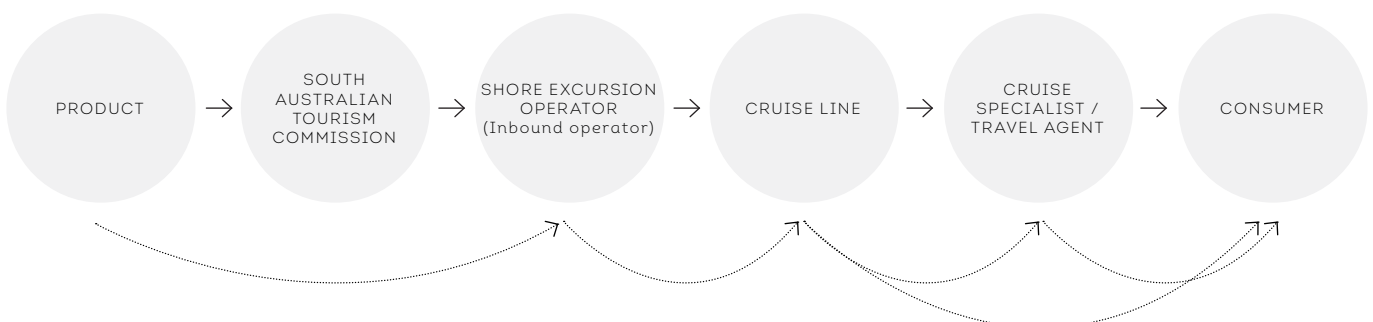 PRODUCT
SOUTH
AUSTRALIAN
TOURISM
COMMISSION
SHORE EXCURSION
OPERATOR
(Inbound operator)
CRUISE LINE
CRUISE
SPECIALIST /
TRAVEL AGENT
CONSUMER